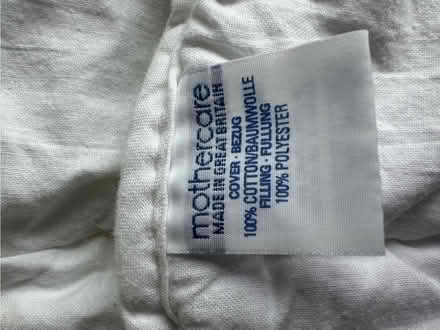 mothercare
MADE IN GREAT BRITAIN
COVER · BEZUG
100% COTTON/BAUMWOLLE
FILLING · FULLUNG
100% POLYESTER